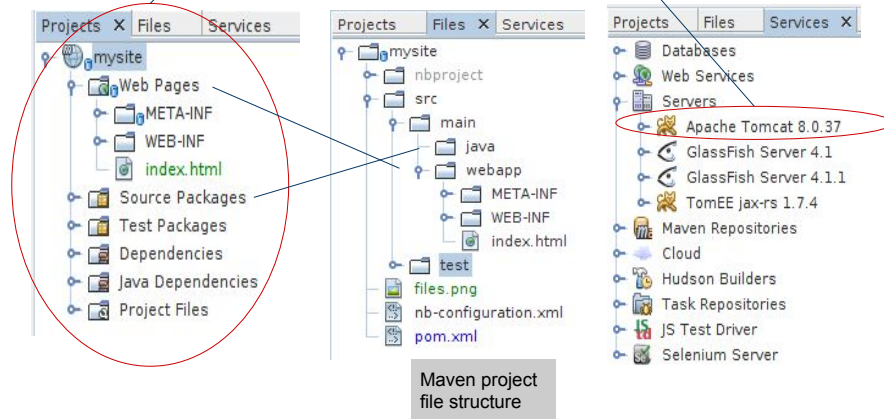 Projects X Files Services
mysite
Web Pages
META-INF
WEB-INF
index.html
Source Packages
Test Packages
Dependencies
Java Dependencies
Project Files
Projects Files X Services
mysite
nbproject
src
main
java
webapp
META-INF
WEB-INF
index.html
test
files.png
nb-configuration.xml
pom.xml
Maven project
file structure
Projects Files Services X
Databases
Web Services
Servers
Apache Tomcat 8.0.37
GlassFish Server 4.1
GlassFish Server 4.1.1
TomEE jax-rs 1.7.4
Maven Repositories
Cloud
Hudson Builders
Task Repositories
JS Test Driver
Selenium Server